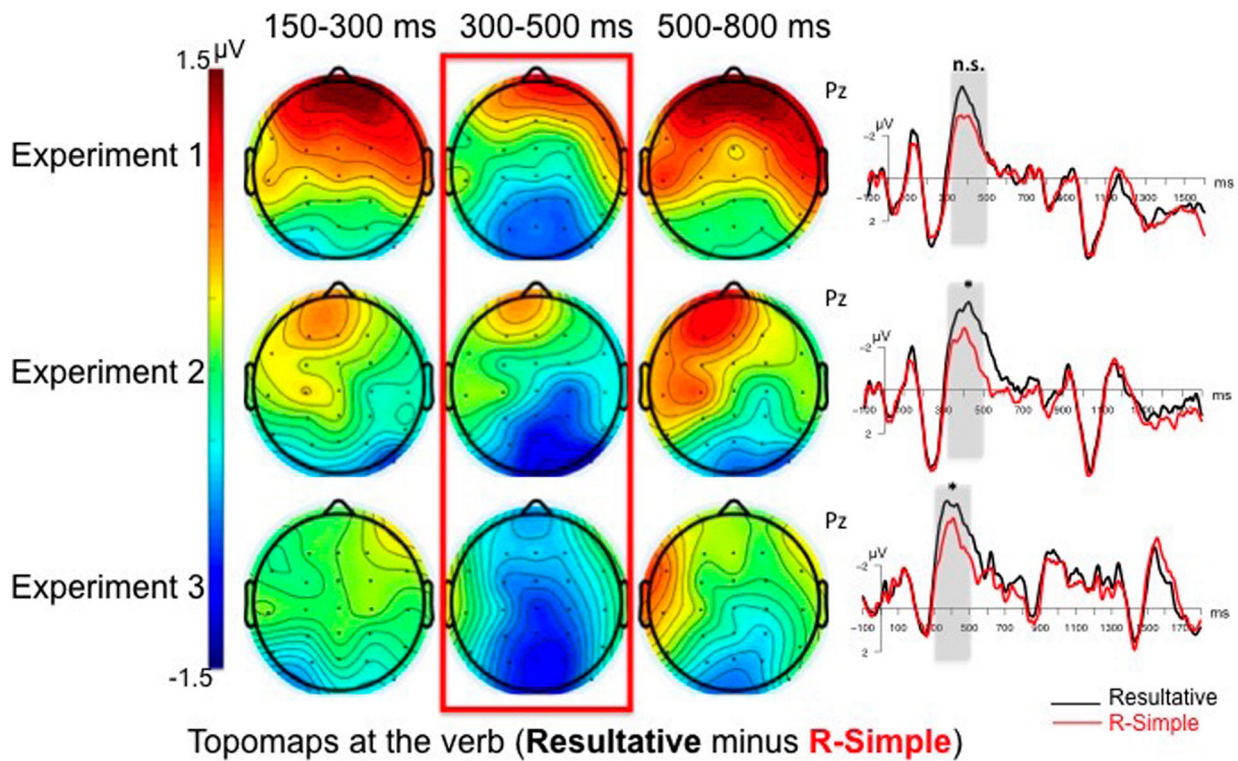 150-300 ms 300-500 ms 500-800 ms
1.5 μV
Experiment 1
Pz
n.s.
μV
-2
2
-100 300 500 700 900 1100 1300 1500
ms
Experiment 2
Pz
*
μV
-2
2
-100 300 500 700 900 1100
ms
Experiment 3
Pz
*
μV
-2
2
-100 100 300 500 700 900 1100 1300 1500 1700
ms
-1.5
Resultative
R-Simple
Topomaps at the verb (Resultative minus R-Simple)